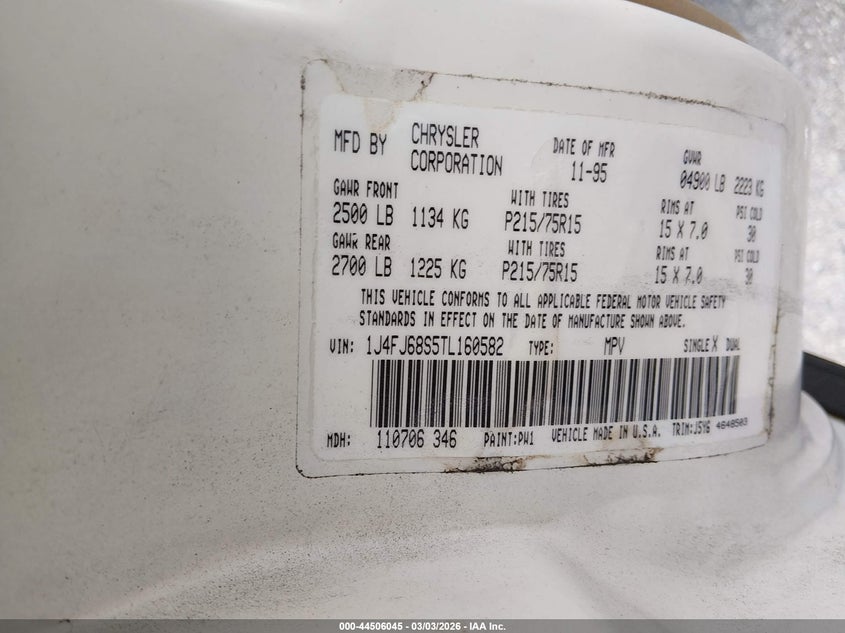 MFD BY CHRYSLER CORPORATION DATE OF MFR 11-95 GVWR 04900 LB 2223 KG
GAWR FRONT WITH TIRES RIMS AT PSI COLD
2500 LB 1134 KG P215/75R15 15 X 7.0 30
GAWR REAR WITH TIRES RIMS AT PSI COLD
2700 LB 1225 KG P215/75R15 15 X 7.0 30
THIS VEHICLE CONFORMS TO ALL APPLICABLE FEDERAL MOTOR VEHICLE SAFETY
STANDARDS IN EFFECT ON THE DATE OF MANUFACTURE SHOWN ABOVE.
VIN: 1J4FJ68S5TL160582 TYPE: MPV SINGLE X DUAL
MDH: 110706 346 PAINT:PW1 VEHICLE MADE IN U.S.A. TRIM:J5Y6 4648503
000-44506045 — 03/03/2026 — IAA Inc.